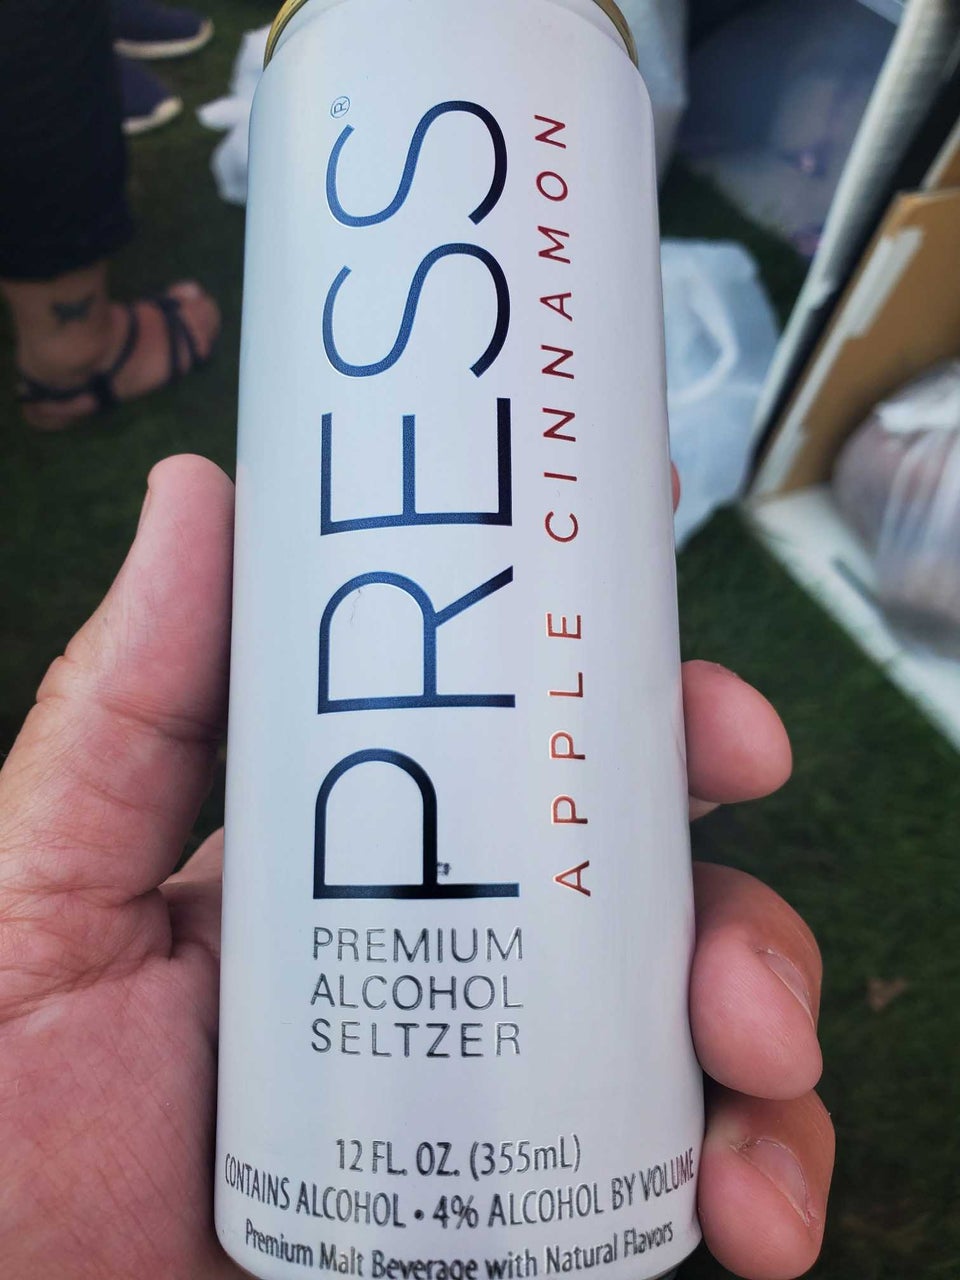 PRESS®
APPLE CINNAMON
PREMIUM
ALCOHOL
SELTZER
12 FL. OZ. (355mL)
CONTAINS ALCOHOL • 4% ALCOHOL BY VOLUME
Premium Malt Beverage with Natural Flavors